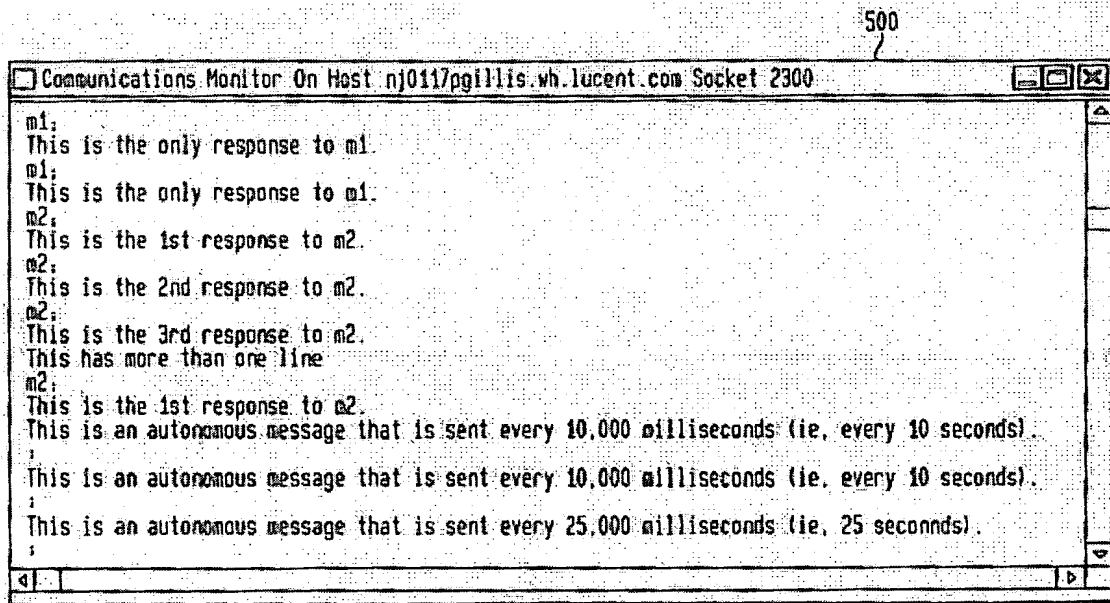 500
Communications Monitor On Host nj0117pgillis.wh.lucent.com Socket 2300
m1;
This is the only response to m1.
m1;
This is the only response to m1.
m2;
This is the 1st response to m2.
m2;
This is the 2nd response to m2.
m2;
This is the 3rd response to m2.
This has more than one line
m2;
This is the 1st response to m2.
This is an autonomous message that is sent every 10,000 milliseconds (ie, every 10 seconds).
;
This is an autonomous message that is sent every 10,000 milliseconds (ie, every 10 seconds).
;
This is an autonomous message that is sent every 25,000 milliseconds (ie, 25 seconnds).
;